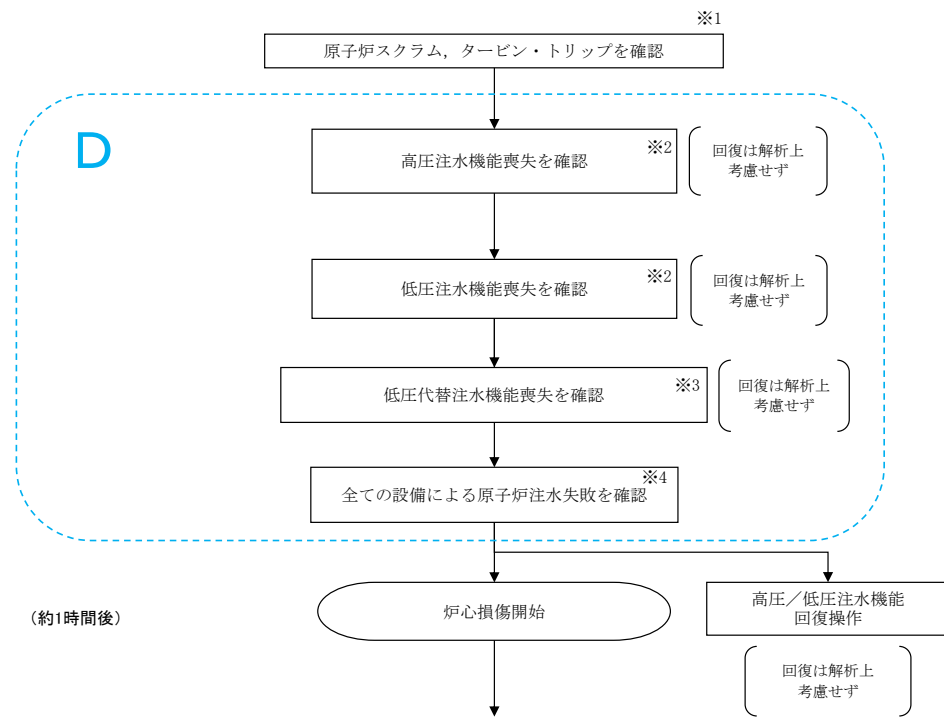 ※1
原子炉スクラム，タービン・トリップを確認
D
高圧注水機能喪失を確認
※2
回復は解析上
考慮せず
低圧注水機能喪失を確認
※2
回復は解析上
考慮せず
低圧代替注水機能喪失を確認
※3
回復は解析上
考慮せず
全ての設備による原子炉注水失敗を確認
※4
（約1時間後）
炉心損傷開始
高圧／低圧注水機能
回復操作
回復は解析上
考慮せず